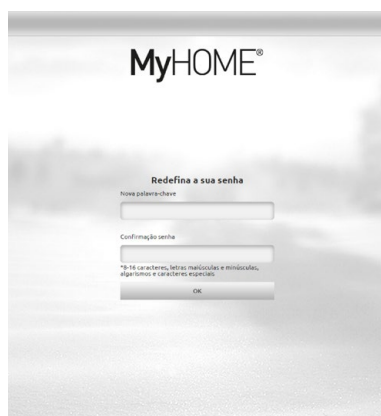 MyHOME®
Redefina a sua senha
Nova palavra-chave
Confirmação senha
*8-16 caracteres, letras maiúsculas e minúsculas,
algarismos e caracteres especiais
OK